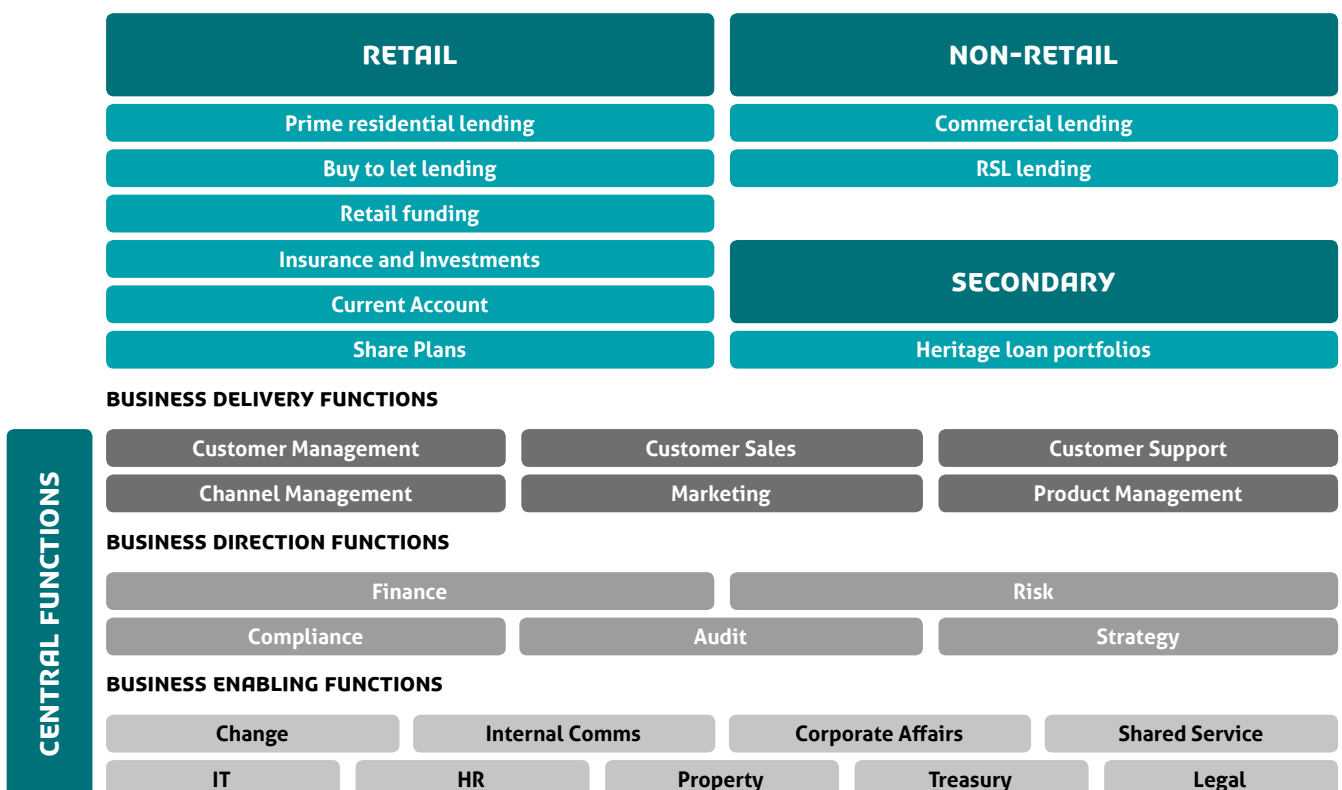 RETAIL
Prime residential lending
Buy to let lending
Retail funding
Insurance and Investments
Current Account
Share Plans
NON-RETAIL
Commercial lending
RSL lending
SECONDARY
Heritage loan portfolios
CENTRAL FUNCTIONS
BUSINESS DELIVERY FUNCTIONS
Customer Management
Customer Sales
Customer Support
Channel Management
Marketing
Product Management
BUSINESS DIRECTION FUNCTIONS
Finance
Risk
Compliance
Audit
Strategy
BUSINESS ENABLING FUNCTIONS
Change
Internal Comms
Corporate Affairs
Shared Service
IT
HR
Property
Treasury
Legal